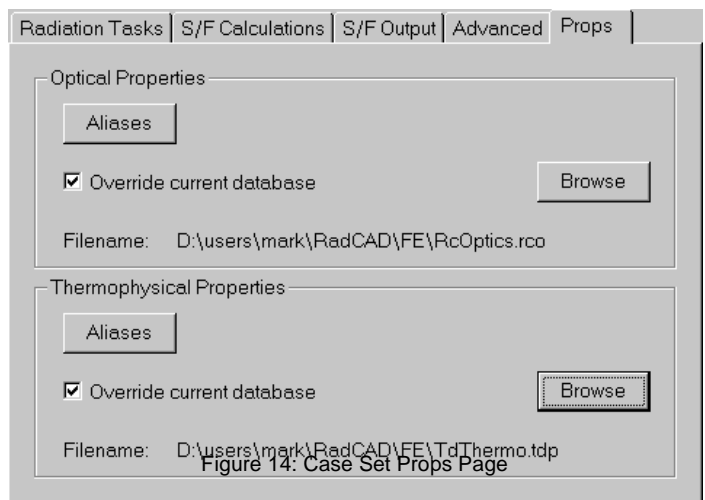 Radiation Tasks S/F Calculations S/F Output Advanced Props
Optical Properties
Aliases
Override current database Browse
Filename: D:\users\mark\RadCAD\FE\RcOptics.rco
Thermophysical Properties
Aliases
Override current database Browse
Filename: D:\users\mark\RadCAD\FE\TdThermo.tdp
Figure 14: Case Set Props Page